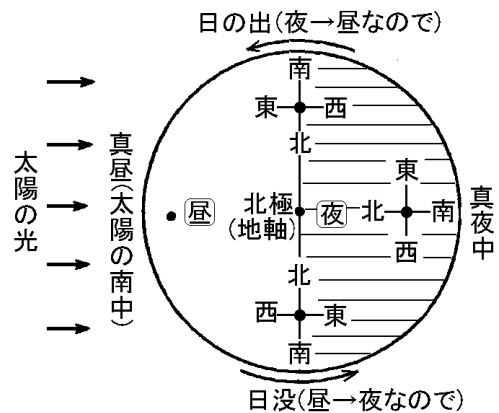 日の出(夜→昼なので)
南
東
西
北
太陽の光
真昼(太陽の南中)
昼
北極
(地軸)
夜
北
東
南
西
真夜中
北
西
東
南
日没(昼→夜なので)